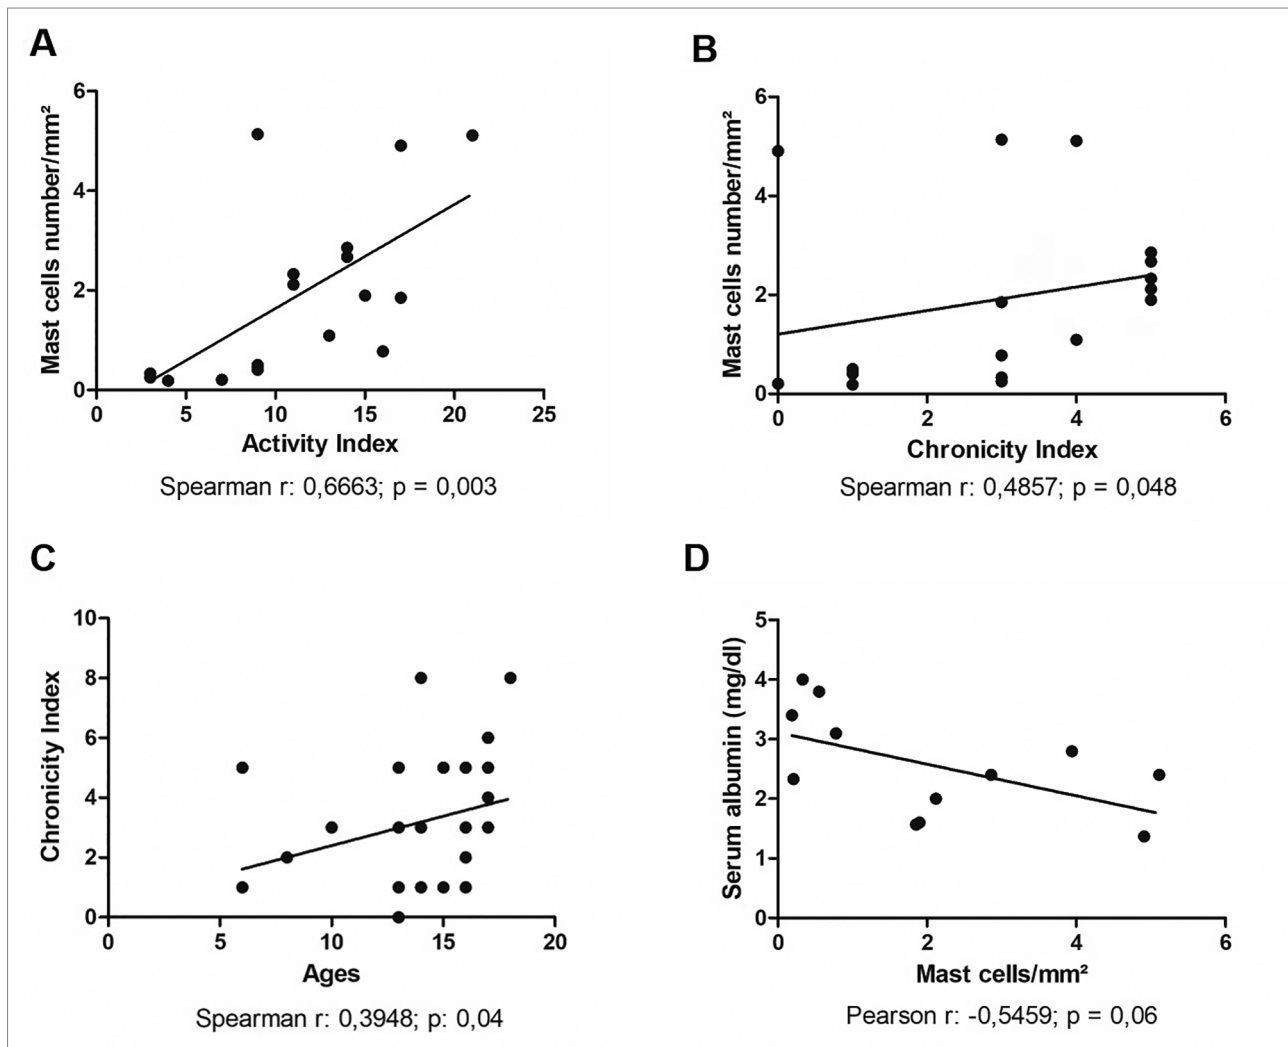 A
Mast cells number/mm²
6
4
2
0
0 5 10 15 20 25
Activity Index
Spearman r: 0,6663; p = 0,003
B
Mast cells number/mm²
6
4
2
0
0 2 4 6
Chronicity Index
Spearman r: 0,4857; p = 0,048
C
Chronicity Index
10
8
6
4
2
0
0 5 10 15 20
Ages
Spearman r: 0,3948; p: 0,04
D
Serum albumin (mg/dl)
5
4
3
2
1
0
0 2 4 6
Mast cells/mm²
Pearson r: -0,5459; p = 0,06